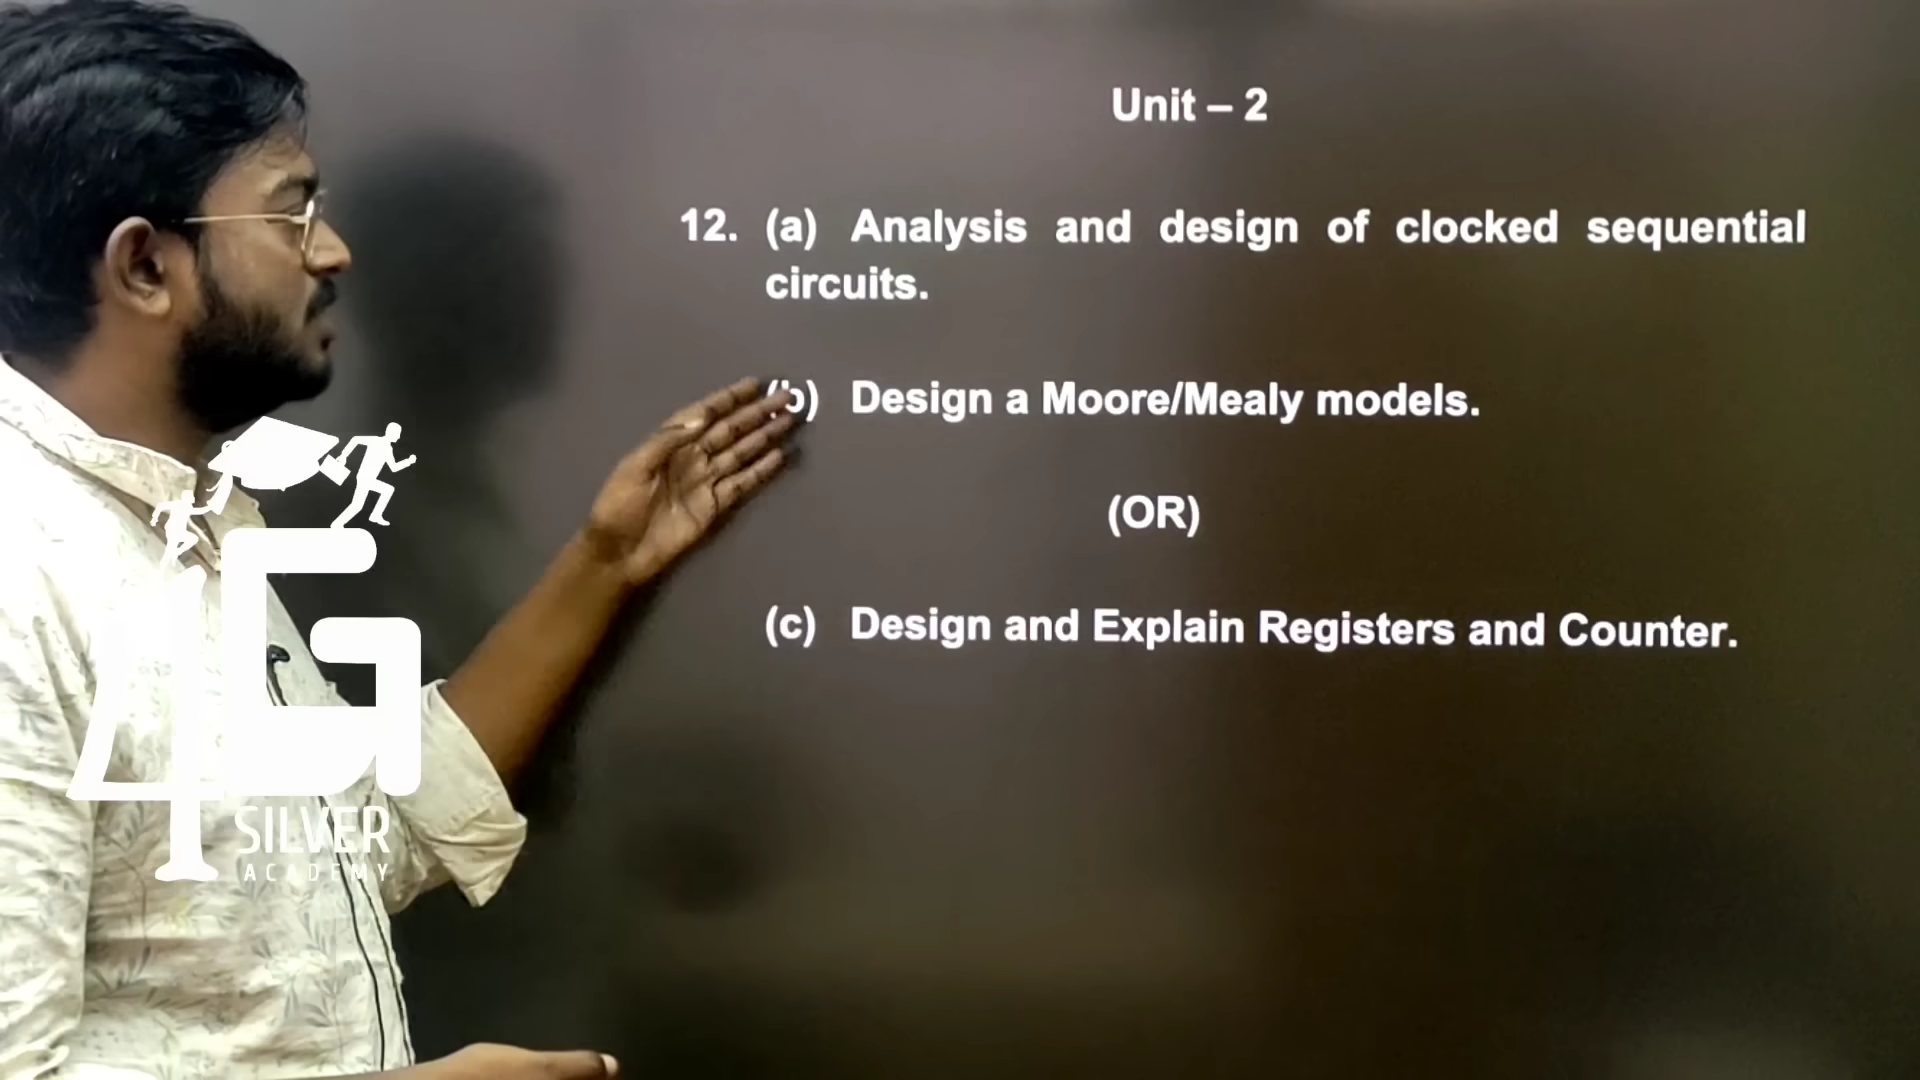 Unit – 2
12. (a) Analysis and design of clocked sequential
circuits.
(b) Design a Moore/Mealy models.
(OR)
(c) Design and Explain Registers and Counter.
4G
SILVER
ACADEMY